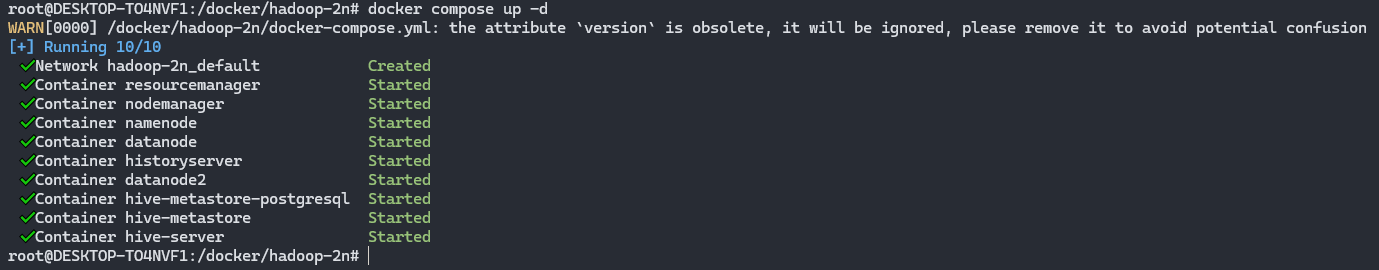 root@DESKTOP-TO4NVF1:/docker/hadoop-2n# docker compose up -d
WARN[0000] /docker/hadoop-2n/docker-compose.yml: the attribute `version` is obsolete, it will be ignored, please remove it to avoid potential confusion
[+] Running 10/10
✔Network hadoop-2n_default Created
✔Container resourcemanager Started
✔Container nodemanager Started
✔Container namenode Started
✔Container datanode Started
✔Container historyserver Started
✔Container datanode2 Started
✔Container hive-metastore-postgresql Started
✔Container hive-metastore Started
✔Container hive-server Started
root@DESKTOP-TO4NVF1:/docker/hadoop-2n#